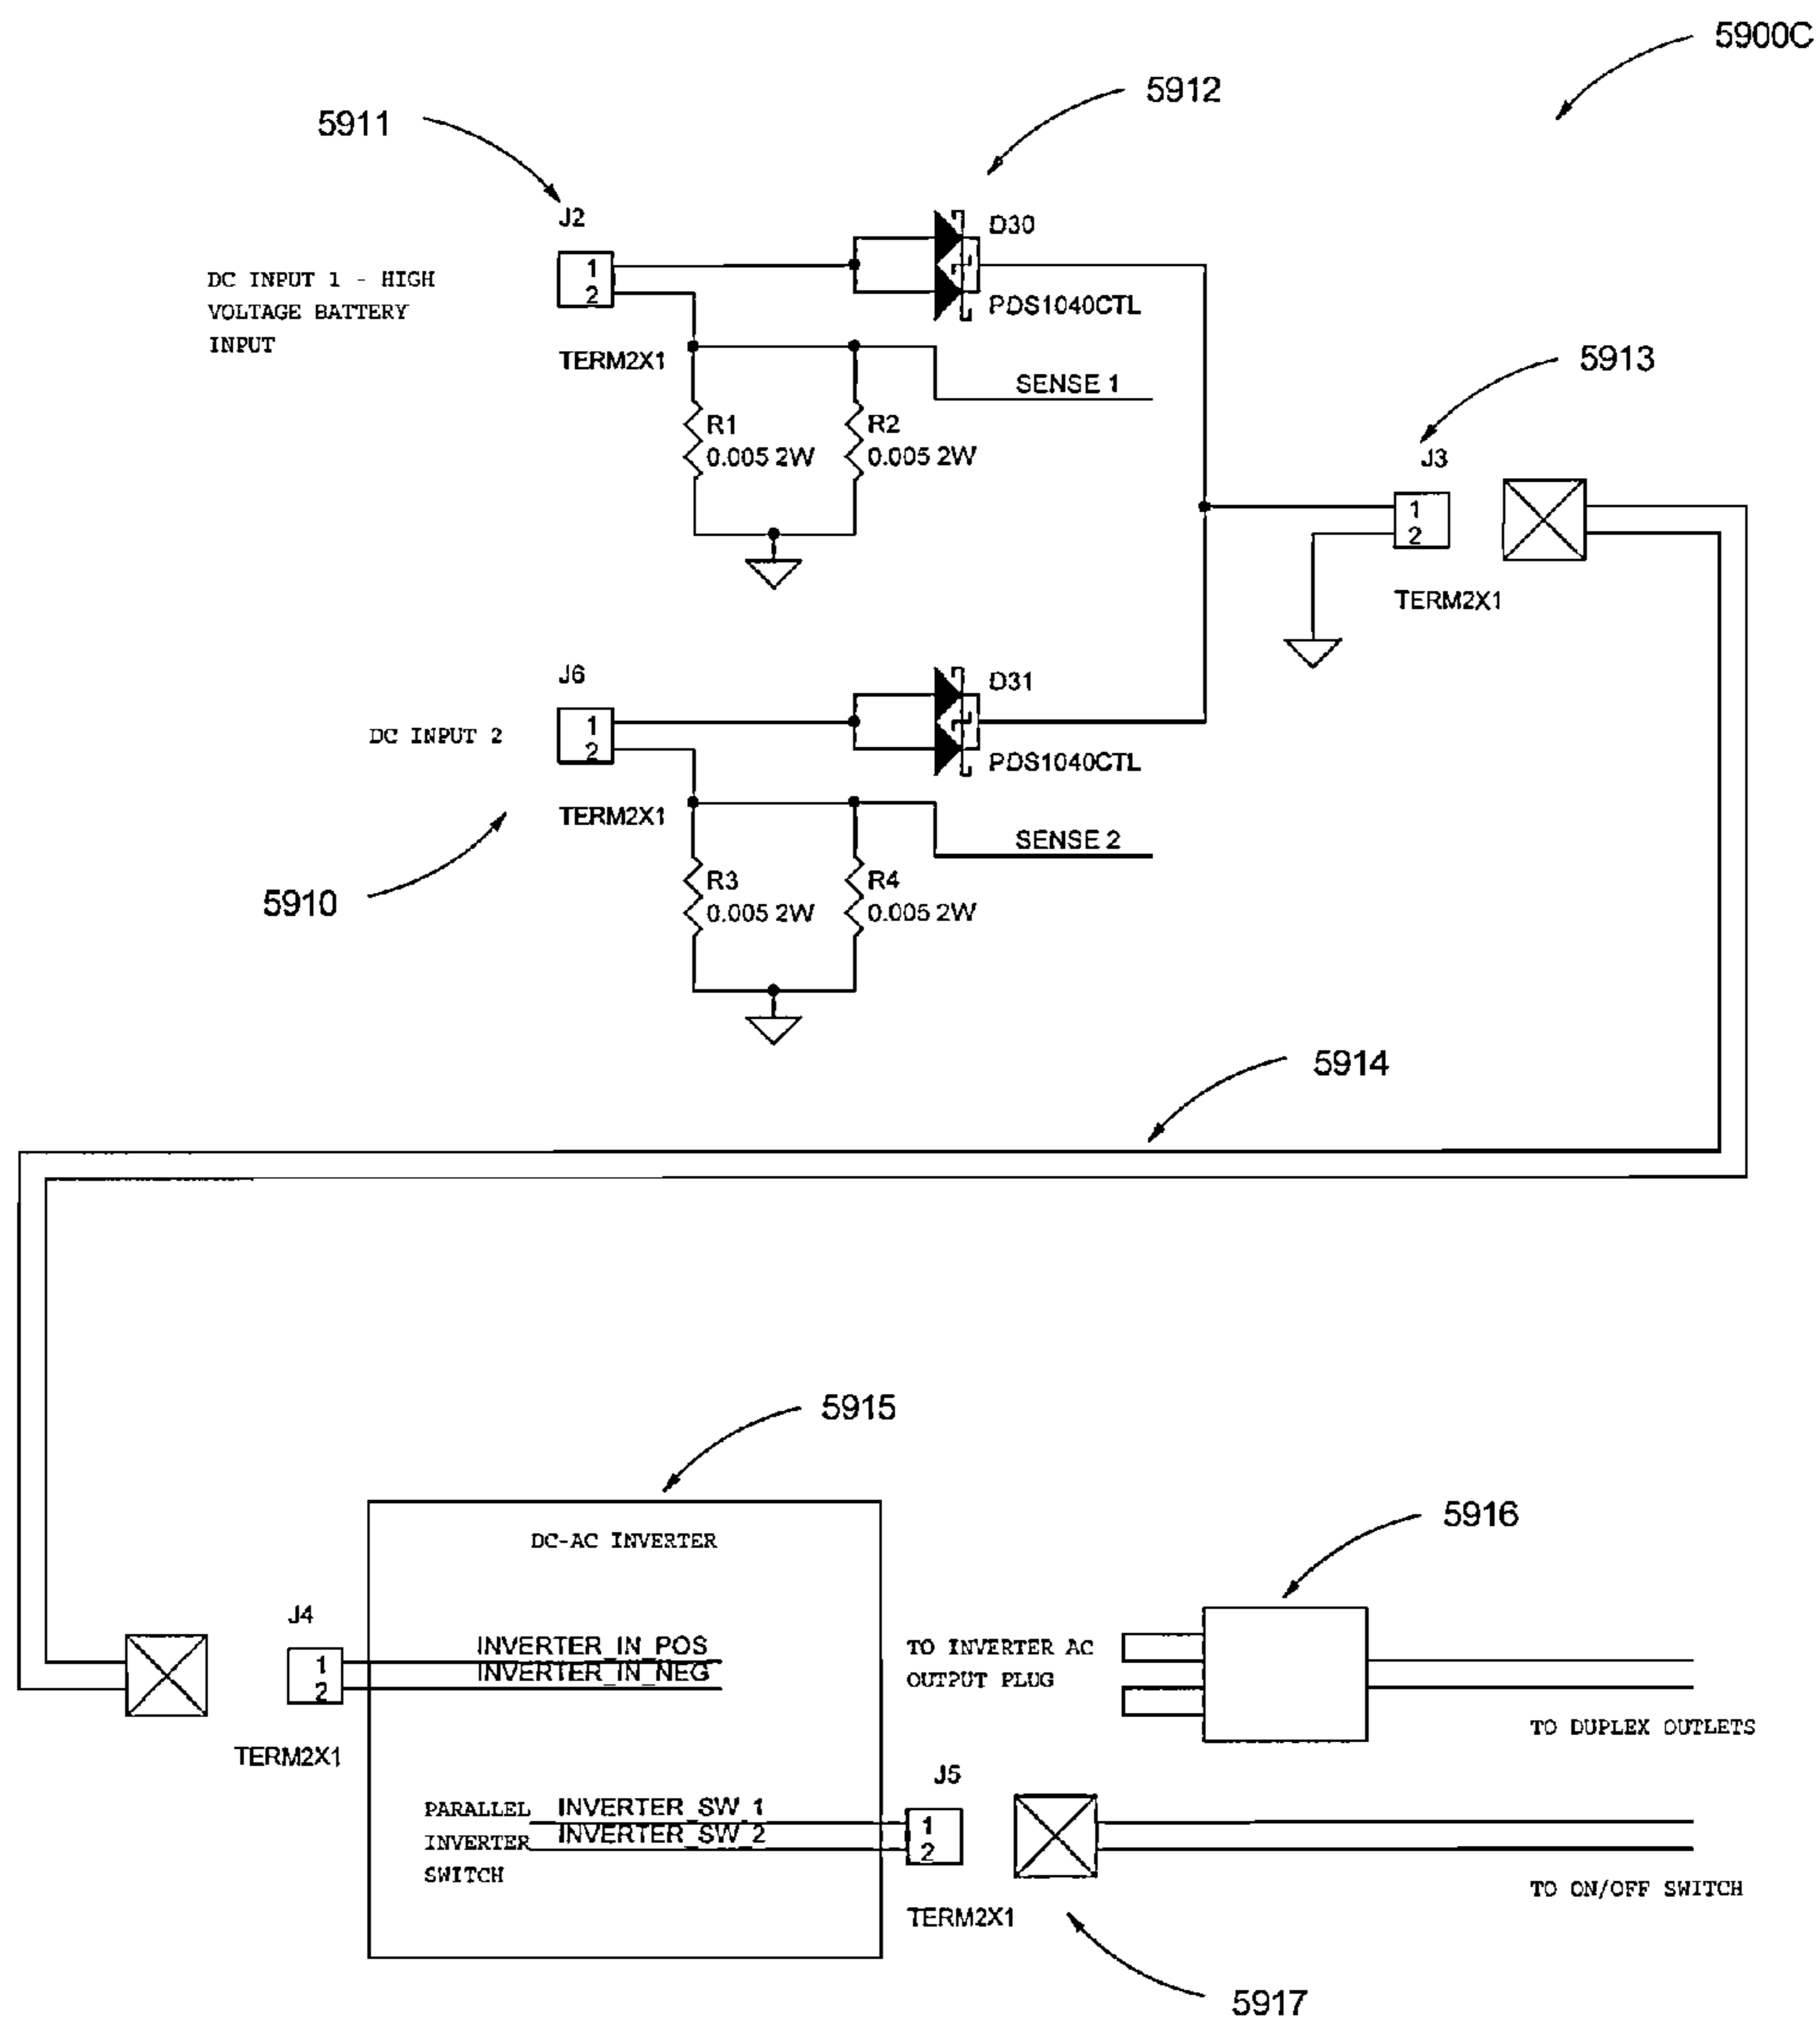 5900C
5912
5911
J2
D30
DC INPUT 1 - HIGH
VOLTAGE BATTERY
INPUT
1
2
PDS1040CTL
TERM2X1
5913
SENSE 1
R1
0.005 2W
R2
0.005 2W
J3
1
2
TERM2X1
J6
D31
DC INPUT 2
1
2
PDS1040CTL
TERM2X1
SENSE 2
5910
R3
0.005 2W
R4
0.005 2W
5914
5915
5916
DC-AC INVERTER
J4
1
2
INVERTER_IN_POS
INVERTER_IN_NEG
TO INVERTER AC
OUTPUT PLUG
TO DUPLEX OUTLETS
TERM2X1
J5
PARALLEL
INVERTER
SWITCH
INVERTER_SW_1
INVERTER_SW_2
1
2
TO ON/OFF SWITCH
TERM2X1
5917